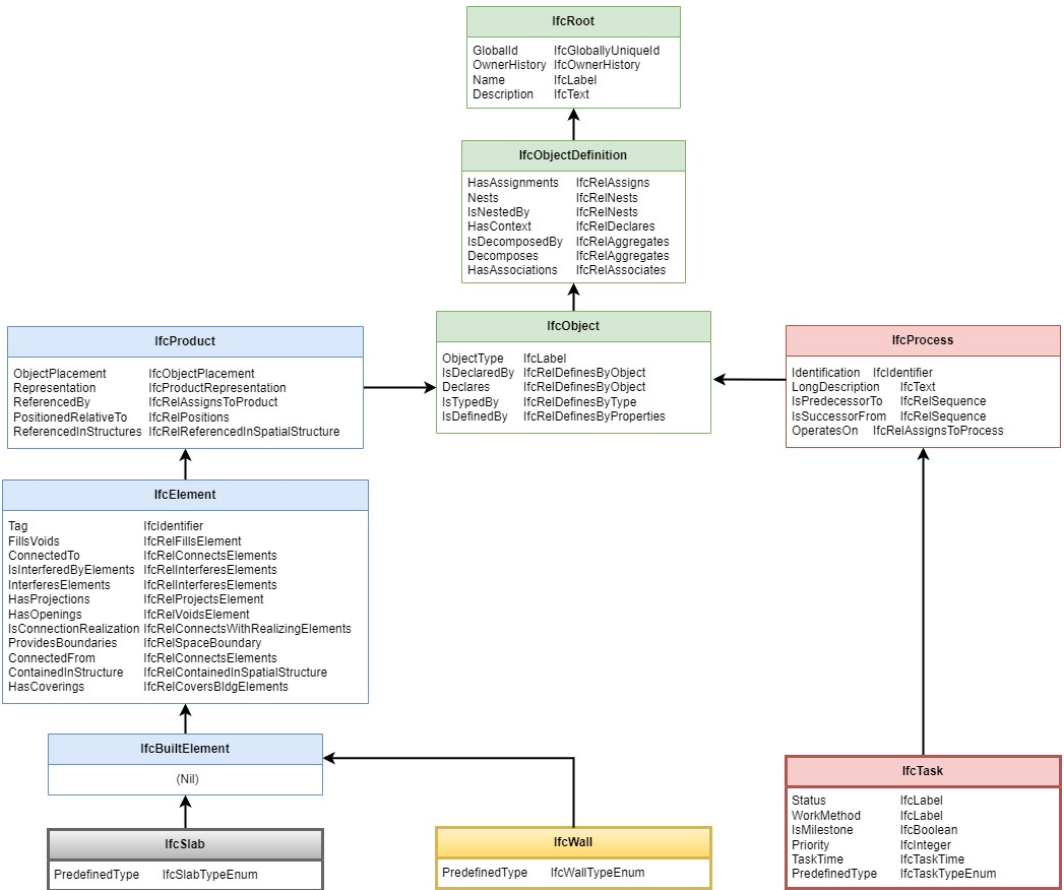 IfcRoot
GlobalId IfcGloballyUniqueId
OwnerHistory IfcOwnerHistory
Name IfcLabel
Description IfcText
IfcObjectDefinition
HasAssignments IfcRelAssigns
Nests IfcRelNests
IsNestedBy IfcRelNests
HasContext IfcRelDeclares
IsDecomposedBy IfcRelAggregates
Decomposes IfcRelAggregates
HasAssociations IfcRelAssociates
IfcProduct
ObjectPlacement IfcObjectPlacement
Representation IfcProductRepresentation
ReferencedBy IfcRelAssignsToProduct
PositionedRelativeTo IfcRelPositions
ReferencedInStructures IfcRelReferencedInSpatialStructure
IfcObject
ObjectType IfcLabel
IsDeclaredBy IfcRelDefinesByObject
Declares IfcRelDefinesByObject
IsTypedBy IfcRelDefinesByType
IsDefinedBy IfcRelDefinesByProperties
IfcProcess
Identification IfcIdentifier
LongDescription IfcText
IsPredecessorTo IfcRelSequence
IsSuccessorFrom IfcRelSequence
OperatesOn IfcRelAssignsToProcess
IfcElement
Tag IfcIdentifier
FillsVoids IfcRelFillsElement
ConnectedTo IfcRelConnectsElements
IsInterferedByElements IfcRelInterferesElements
InterferesElements IfcRelInterferesElements
HasProjections IfcRelProjectsElement
HasOpenings IfcRelVoidsElement
IsConnectionRealization IfcRelConnectsWithRealizingElements
ProvidesBoundaries IfcRelSpaceBoundary
ConnectedFrom IfcRelConnectsElements
ContainedInStructure IfcRelContainedInSpatialStructure
HasCoverings IfcRelCoversBldgElements
IfcBuiltElement
(Nil)
IfcSlab
PredefinedType IfcSlabTypeEnum
IfcWall
PredefinedType IfcWallTypeEnum
IfcTask
Status IfcLabel
WorkMethod IfcLabel
IsMilestone IfcBoolean
Priority IfcInteger
TaskTime IfcTaskTime
PredefinedType IfcTaskTypeEnum